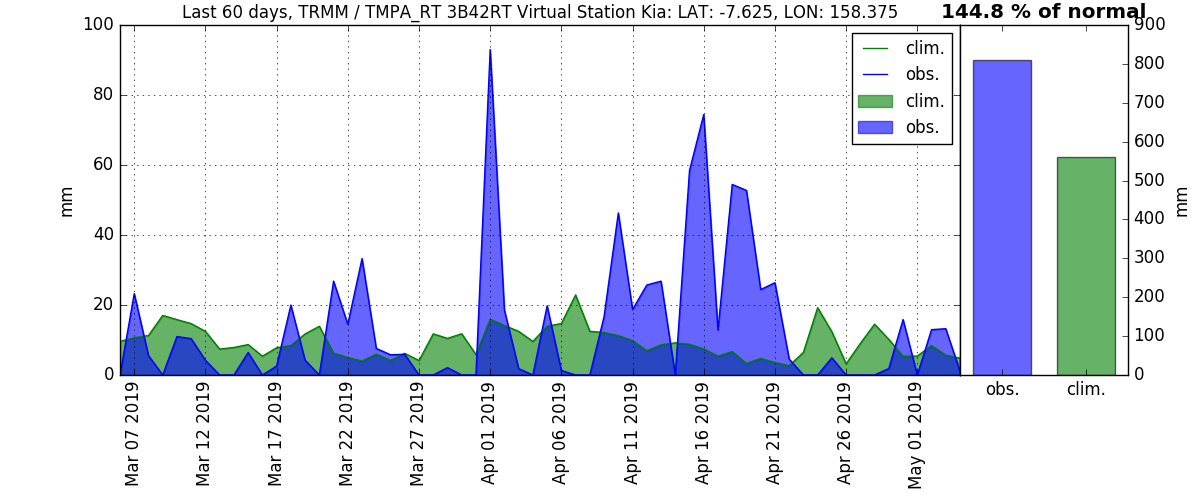 Last 60 days, TRMM / TMPA_RT 3B42RT Virtual Station Kia: LAT: -7.625, LON: 158.375
144.8 % of normal
100
80
60
40
20
0
mm
clim.
obs.
clim.
obs.
Mar 07 2019
Mar 12 2019
Mar 17 2019
Mar 22 2019
Mar 27 2019
Apr 01 2019
Apr 06 2019
Apr 11 2019
Apr 16 2019
Apr 21 2019
Apr 26 2019
May 01 2019
900
800
700
600
500
400
300
200
100
0
mm
obs.
clim.